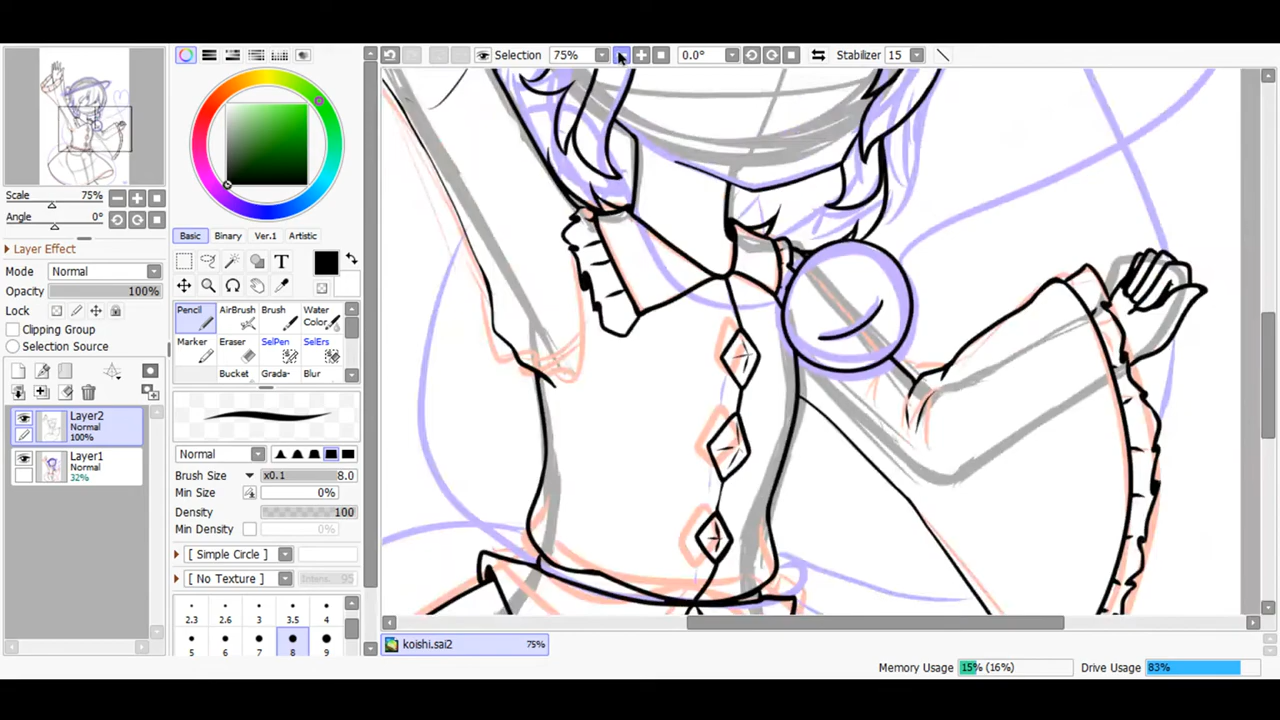 Selection 75% 0.0° Stabilizer 15
Scale 75%
Angle 0°
Layer Effect
Mode Normal
Opacity 100%
Lock
Clipping Group
Selection Source
Layer2
Normal
100%
Layer1
Normal
32%
Basic Binary Ver.1 Artistic
T
Pencil AirBrush Brush Water Color
Marker Eraser SelPen SelErs
Bucket Grada- Blur
Normal
Brush Size x0.1 8.0
Min Size 0%
Density 100
Min Density 0%
[ Simple Circle ]
[ No Texture ] Intens. 95
2.3 2.6 3 3.5 4
5 6 7 8 9
koishi.sai2 75%
Memory Usage 15% (16%) Drive Usage 83%